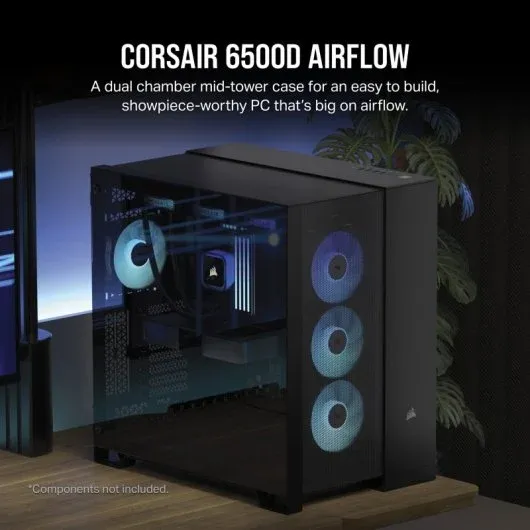 CORSAIR 6500D AIRFLOW
A dual chamber mid-tower case for an easy to build,
showpiece-worthy PC that's big on airflow.
*Components not included.